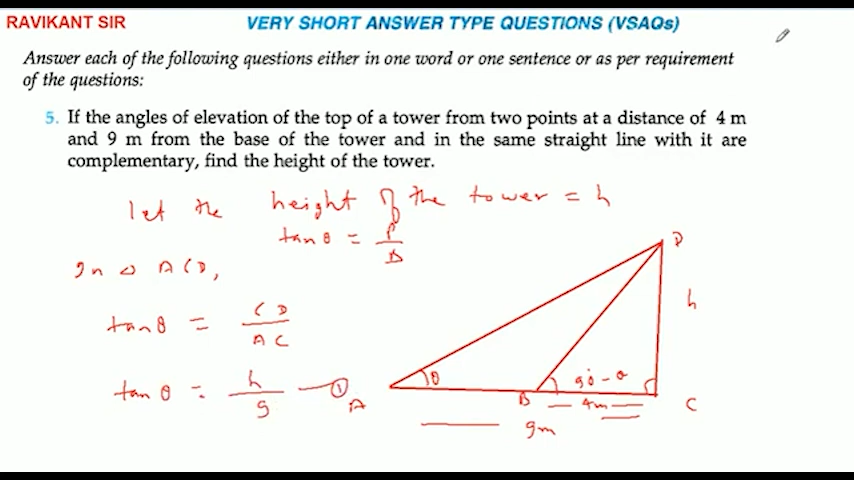 RAVIKANT SIR
VERY SHORT ANSWER TYPE QUESTIONS (VSAQs)
Answer each of the following questions either in one word or one sentence or as per requirement
of the questions:
5. If the angles of elevation of the top of a tower from two points at a distance of 4 m
and 9 m from the base of the tower and in the same straight line with it are
complementary, find the height of the tower.
let the height of the tower = h
tanθ = P/B
In △ ACD,
tanθ = CD/AC
tanθ = h/9 — ①
D
h
θ
90° - θ
A
B
4m
C
9m